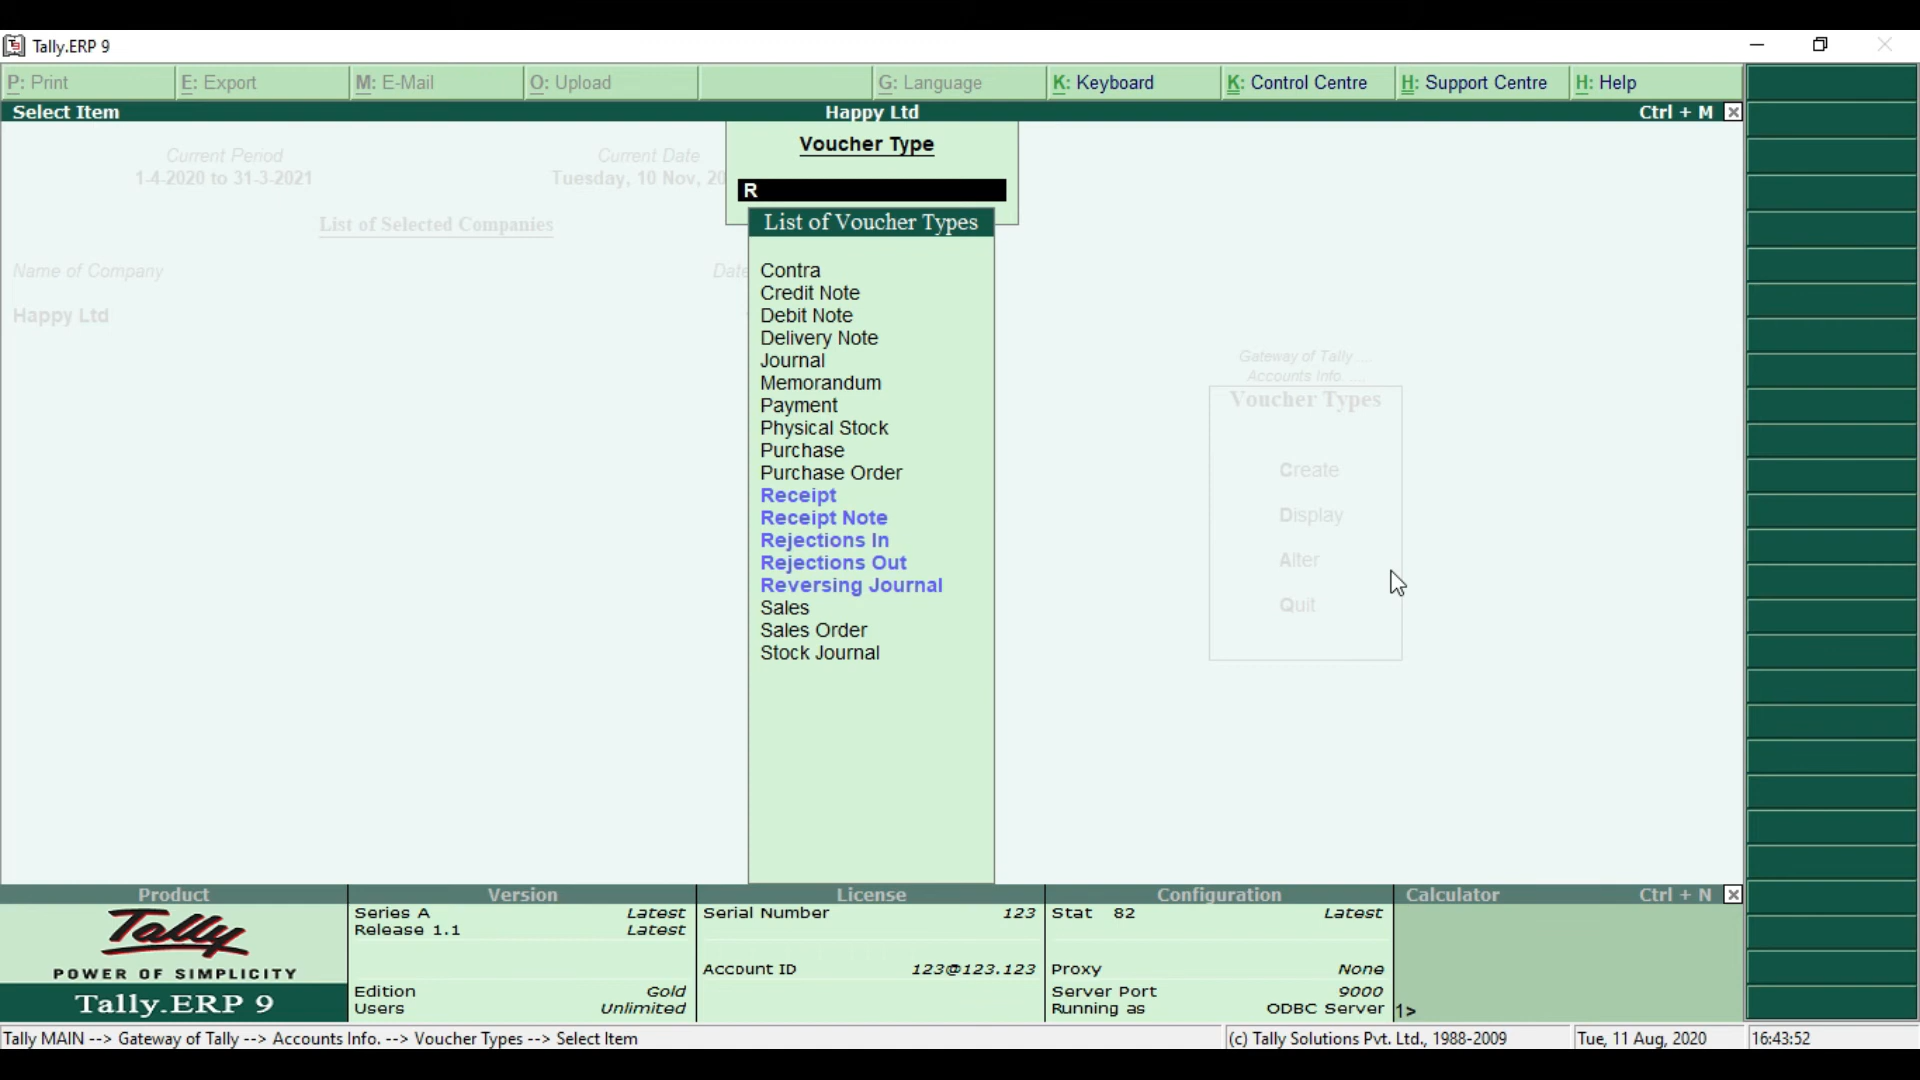 Tally.ERP 9
P: Print
E: Export
M: E-Mail
O: Upload
G: Language
K: Keyboard
K: Control Centre
H: Support Centre
H: Help
Select Item
Happy Ltd
Ctrl + M
Current Period
1-4-2020 to 31-3-2021
Current Date
Tuesday, 10 Nov, 20
List of Selected Companies
Name of Company
Date
Happy Ltd
Voucher Type
R
List of Voucher Types
Contra
Credit Note
Debit Note
Delivery Note
Journal
Memorandum
Payment
Physical Stock
Purchase
Purchase Order
Receipt
Receipt Note
Rejections In
Rejections Out
Reversing Journal
Sales
Sales Order
Stock Journal
Gateway of Tally ....
Accounts Info. ....
Voucher Types
Create
Display
Alter
Quit
Product
Tally
POWER OF SIMPLICITY
Tally.ERP 9
Version
Series A Latest
Release 1.1 Latest
Edition Gold
Users Unlimited
License
Serial Number 123
Account ID 123@123.123
Configuration
Stat 82 Latest
Proxy None
Server Port 9000
Running as ODBC Server
Calculator
Ctrl + N
1>
Tally MAIN --> Gateway of Tally --> Accounts Info. --> Voucher Types --> Select Item
(c) Tally Solutions Pvt. Ltd., 1988-2009
Tue, 11 Aug, 2020
16:43:52